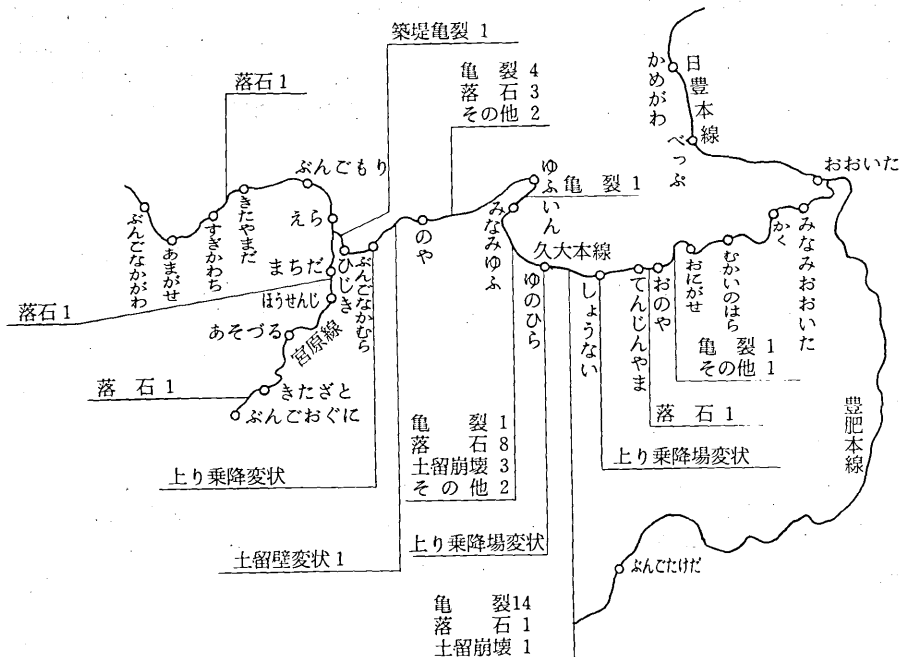 築堤亀裂 1
亀 裂 4
落 石 3
その他 2
落石 1
かめがわ
日豊本線
べっぷ
おおいた
ぶんごもり
ゆふいん
亀 裂 1
みなみゆふ
えら
のや
久大本線
きたやまだ
すぎかわち
あまがせ
ぶんごなかがわ
まちだ
ひじき
ぶんごなかむら
ほうせんじ
ゆのひら
しょうない
てんじんやま
おのや
おにがせ
むかいのはる
かく
みなみおおいた
落石 1
あそづる
宮原線
亀 裂 1
その他 1
落 石 1
きたざと
ぶんごおぐに
落 石 1
豊肥本線
亀 裂 1
落 石 8
土留崩壊 3
その他 2
上り乗降変状
上り乗降場変状
上り乗降場変状
土留壁変状 1
ぶんごたけだ
亀 裂14
落 石 1
土留崩壊 1